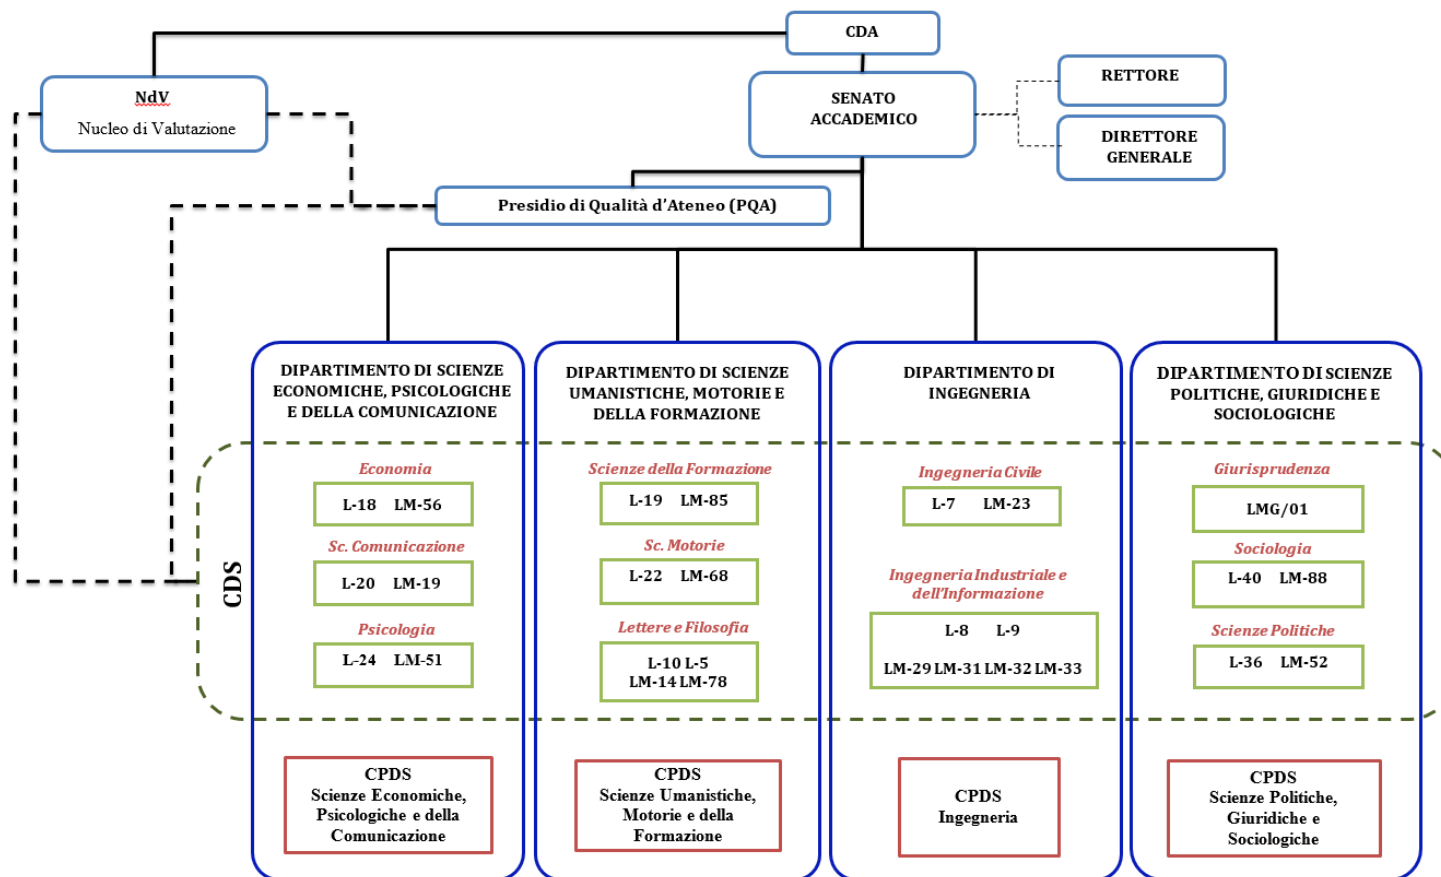 CDA
NdV
Nucleo di Valutazione
SENATO
ACCADEMICO
RETTORE
DIRETTORE
GENERALE
Presidio di Qualità d'Ateneo (PQA)
DIPARTIMENTO DI SCIENZE
ECONOMICHE, PSICOLOGICHE
E DELLA COMUNICAZIONE
DIPARTIMENTO DI SCIENZE
UMANISTICHE, MOTORIE E
DELLA FORMAZIONE
DIPARTIMENTO DI
INGEGNERIA
DIPARTIMENTO DI SCIENZE
POLITICHE, GIURIDICHE E
SOCIOLOGICHE
CDS
Economia
L-18 LM-56
Sc. Comunicazione
L-20 LM-19
Psicologia
L-24 LM-51
Scienze della Formazione
L-19 LM-85
Sc. Motorie
L-22 LM-68
Lettere e Filosofia
L-10 L-5
LM-14 LM-78
Ingegneria Civile
L-7 LM-23
Ingegneria Industriale e
dell'Informazione
L-8 L-9
LM-29 LM-31 LM-32 LM-33
Giurisprudenza
LMG/01
Sociologia
L-40 LM-88
Scienze Politiche
L-36 LM-52
CPDS
Scienze Economiche,
Psicologiche e della
Comunicazione
CPDS
Scienze Umanistiche,
Motorie e della
Formazione
CPDS
Ingegneria
CPDS
Scienze Politiche,
Giuridiche e
Sociologiche